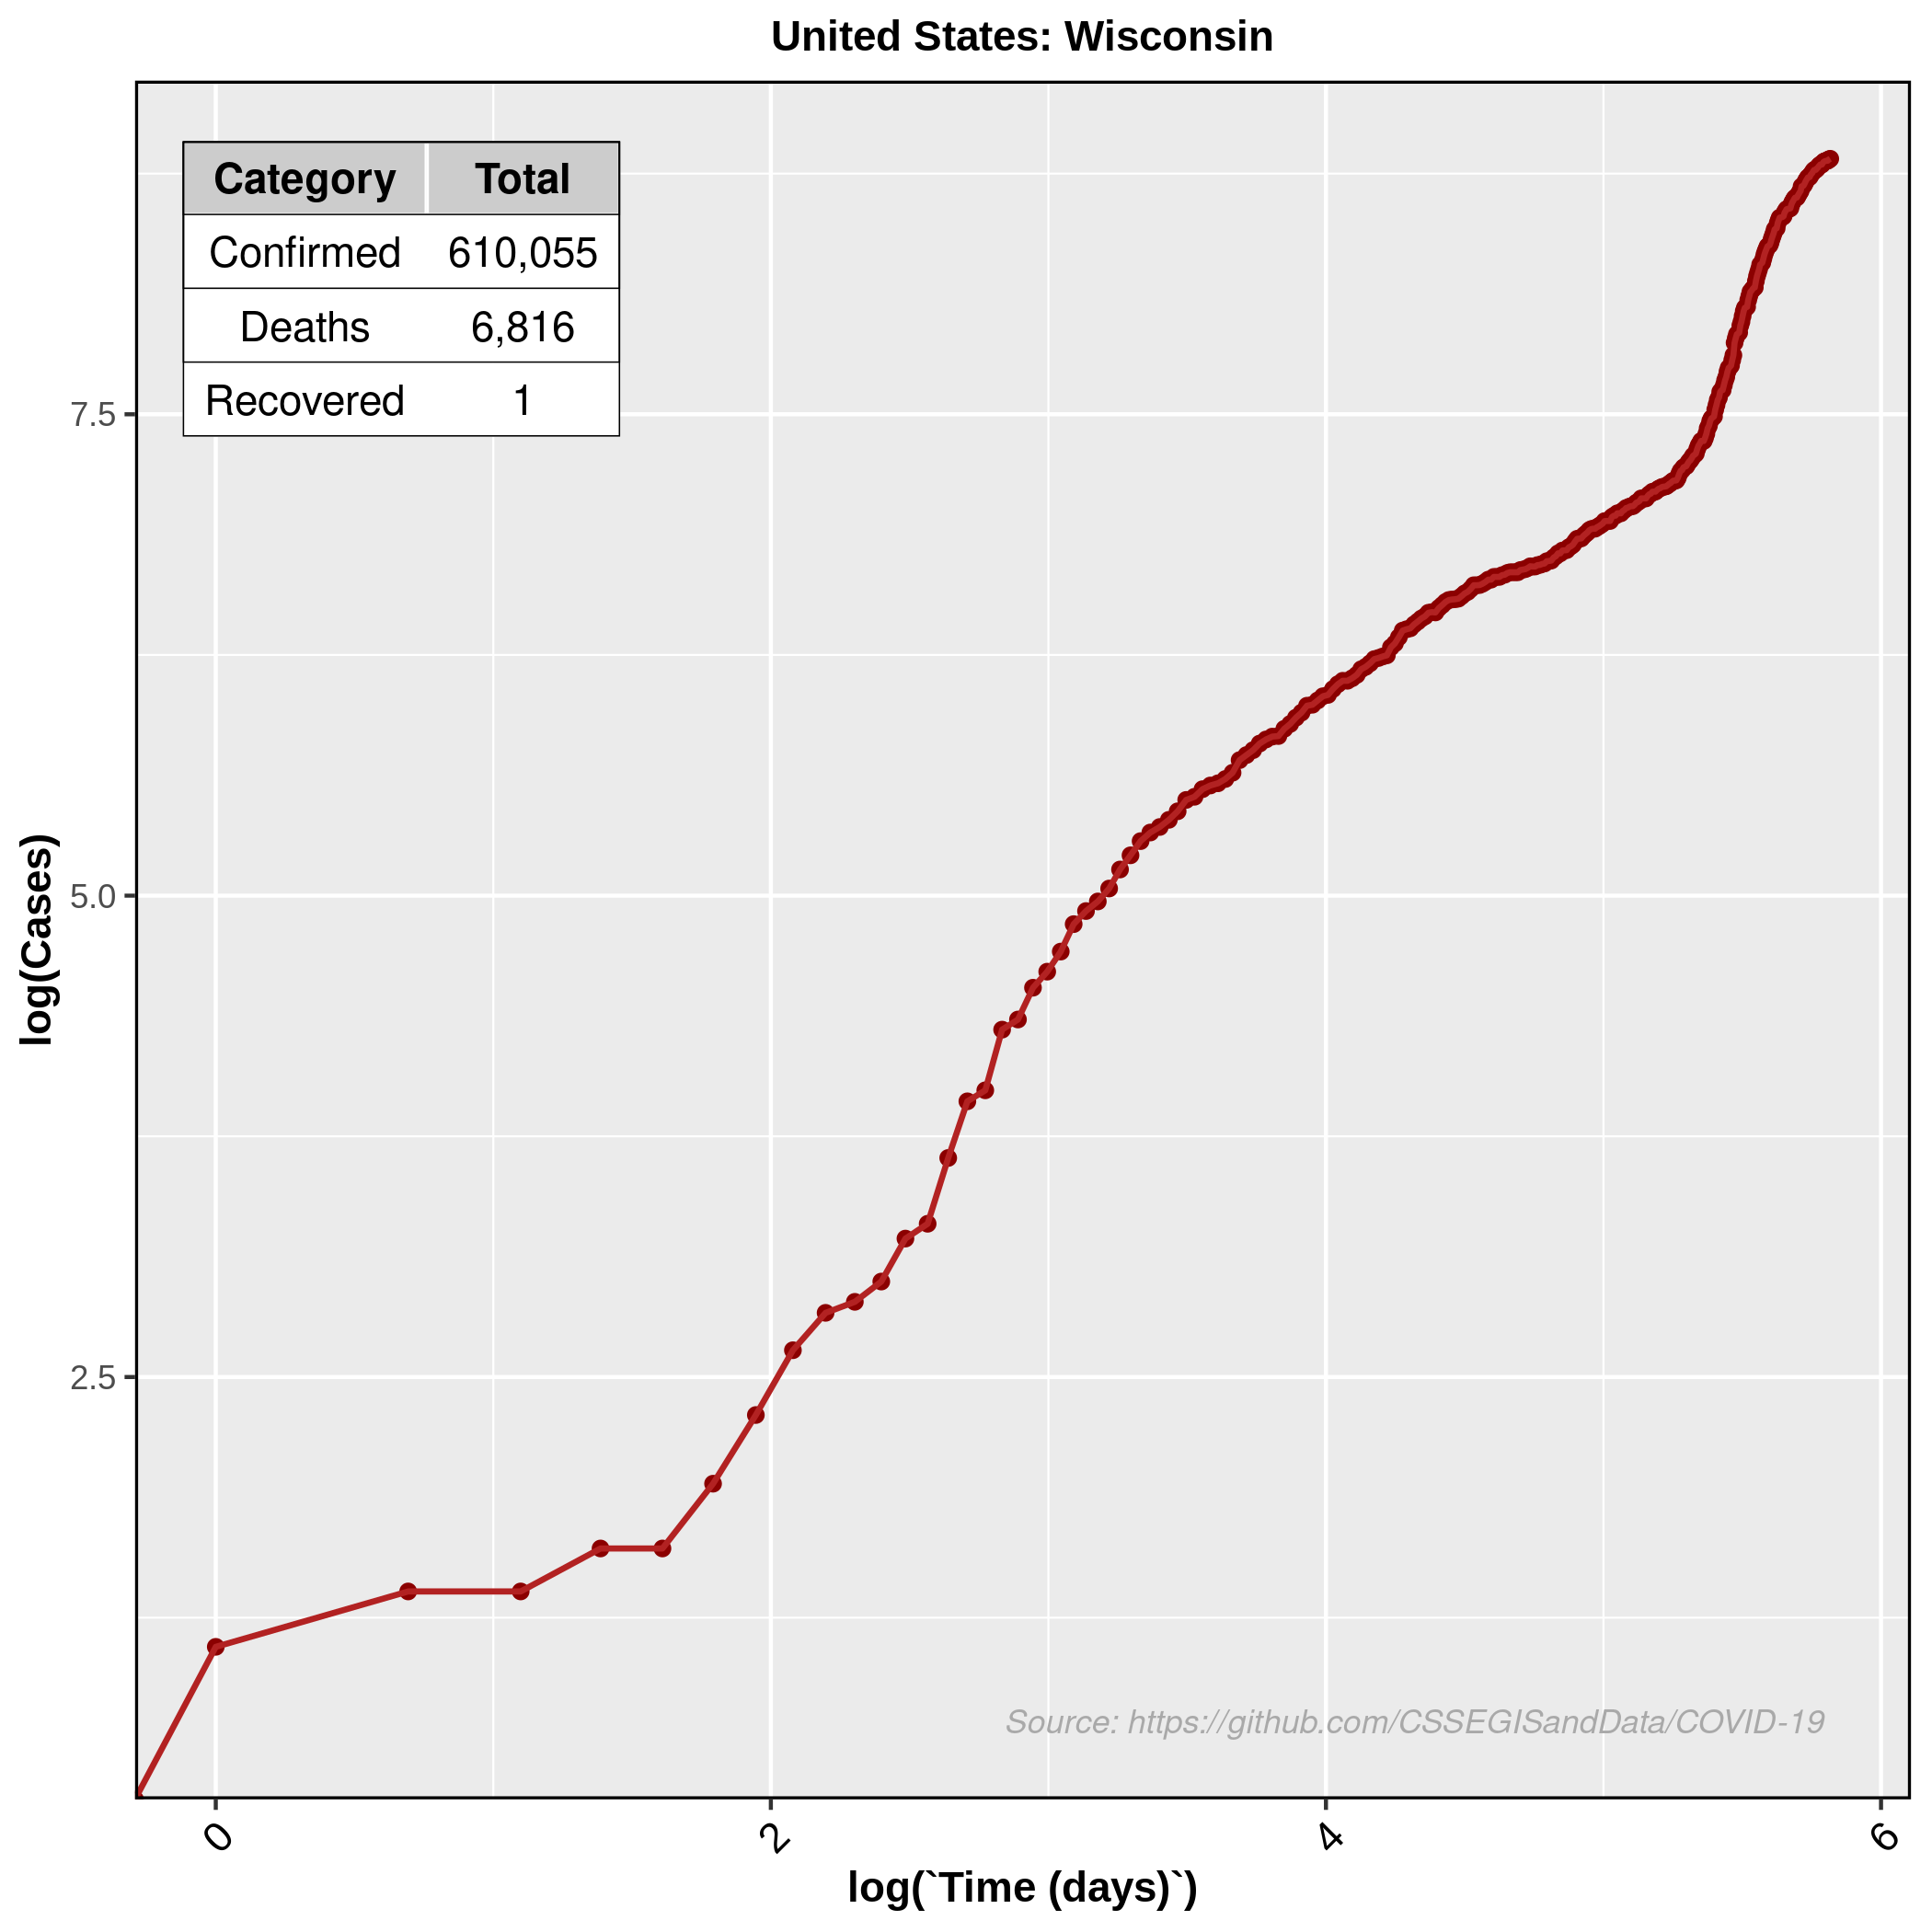 United States: Wisconsin
Category Total
Confirmed 610,055
Deaths 6,816
Recovered 1
7.5
5.0
2.5
log(Cases)
Source: https://github.com/CSSEGISandData/COVID-19
0 2 4 6
log(`Time (days)`)